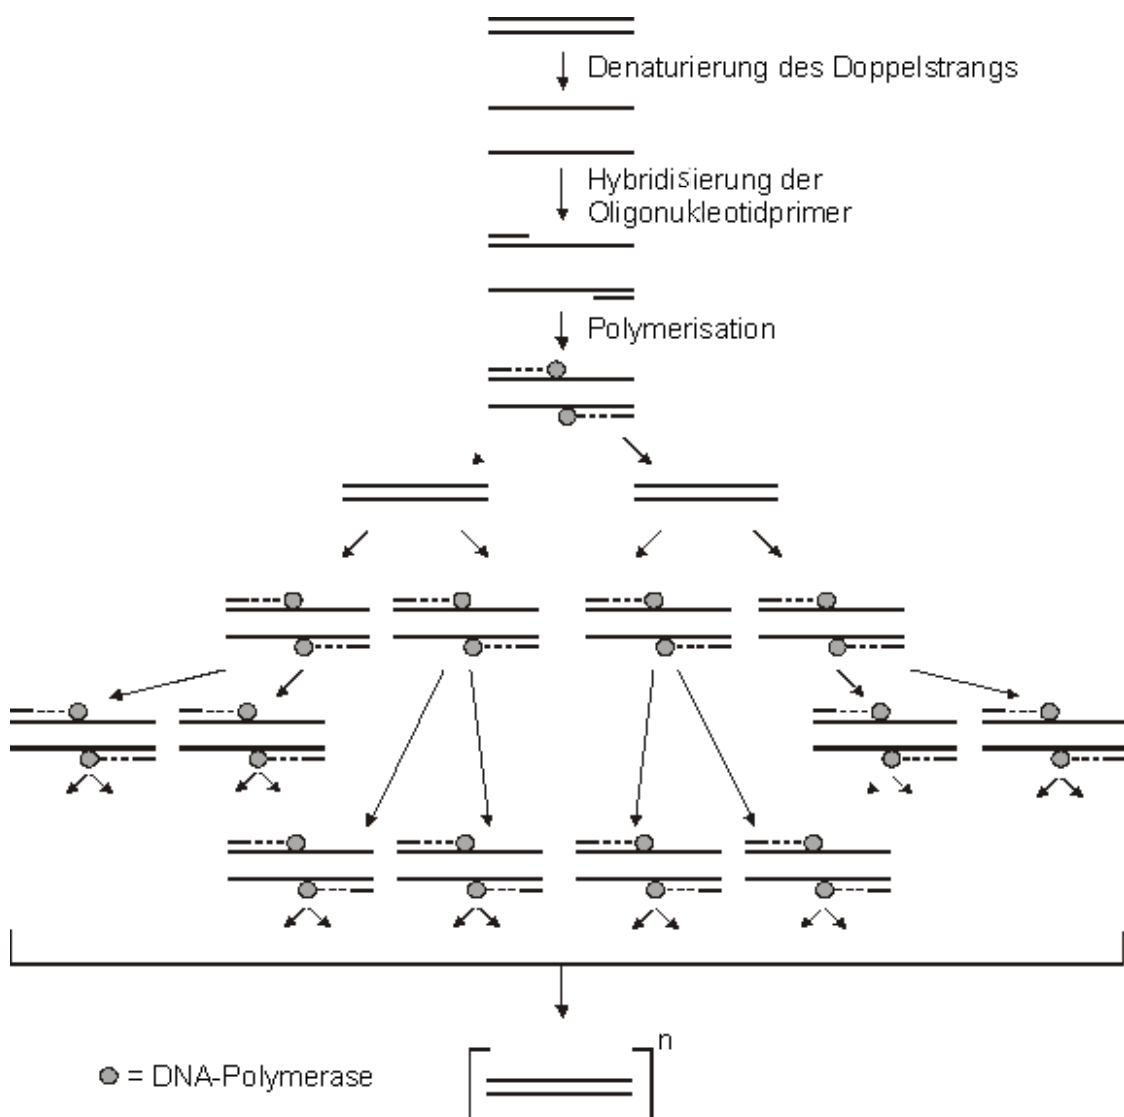 Denaturierung des Doppelstrangs
Hybridisierung der
Oligonukleotidprimer
Polymerisation
n
= DNA-Polymerase